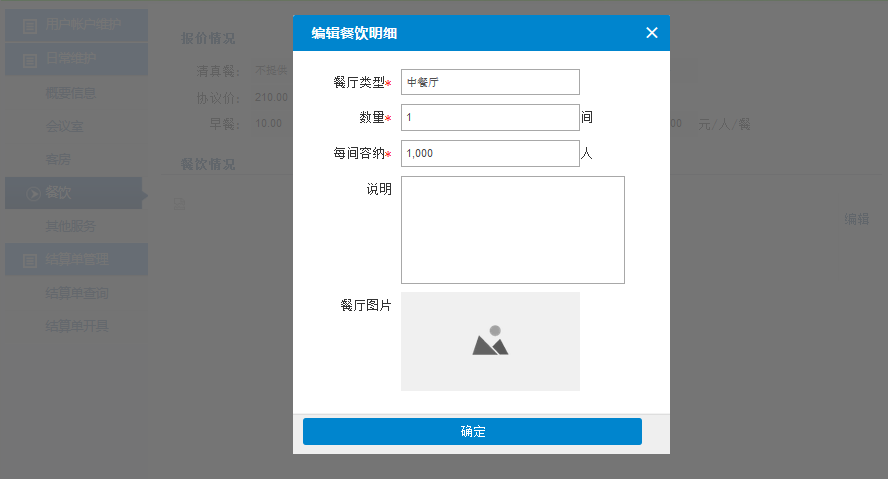 用户帐户维护
日常维护
概要信息
会议室
客房
餐饮
其他服务
结算单管理
结算单查询
结算单开具
报价情况
清真餐： 不提供
协议价： 210.00
早餐： 10.00
00 元/人/餐
餐饮情况
编辑
编辑餐饮明细
餐厅类型* 中餐厅
数量* 1 间
每间容纳* 1,000 人
说明
餐厅图片
确定